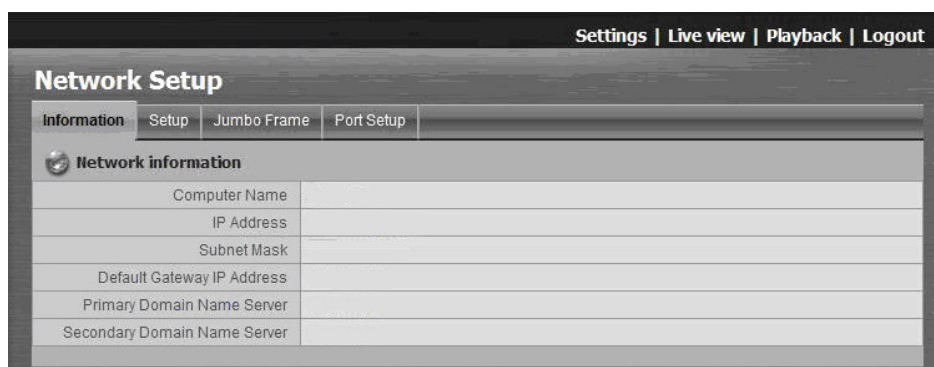 Settings | Live view | Playback | Logout
Network Setup
Information Setup Jumbo Frame Port Setup
Network information
Computer Name
IP Address
Subnet Mask
Default Gateway IP Address
Primary Domain Name Server
Secondary Domain Name Server